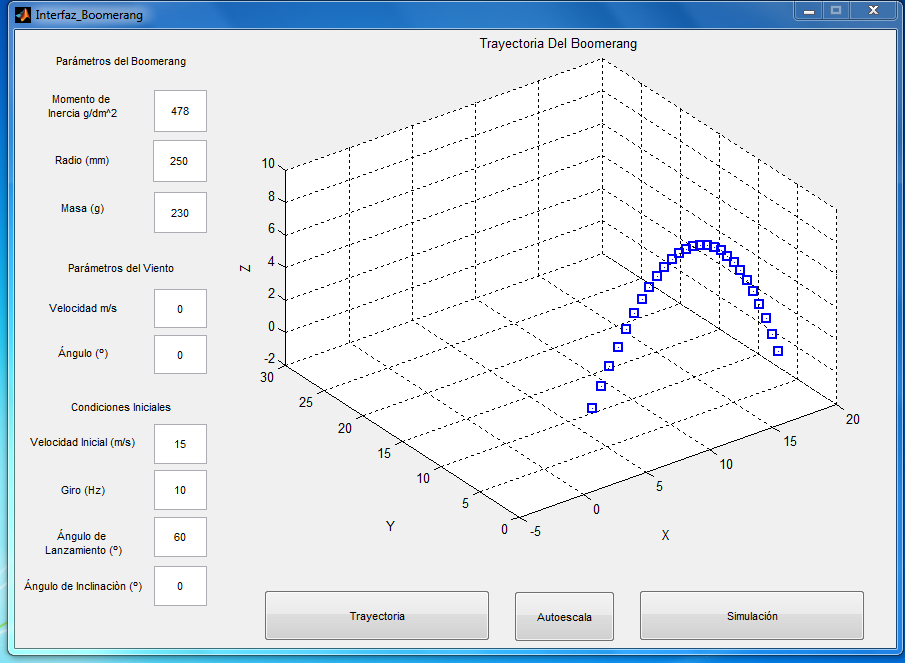 Interfaz_Boomerang
Parámetros del Boomerang
Momento de
Inercia g/dm^2
478
Radio (mm)
250
Masa (g)
230
Parámetros del Viento
Velocidad m/s
0
Ángulo (º)
0
Condiciones Iniciales
Velocidad Inicial (m/s)
15
Giro (Hz)
10
Ángulo de
Lanzamiento (º)
60
Ángulo de Inclinaciòn (º)
0
Trayectoria Del Boomerang
10
8
6
4
2
0
-2
Z
30
25
20
15
10
5
0
Y
-5
0
5
10
15
20
X
Trayectoria
Autoescala
Simulación